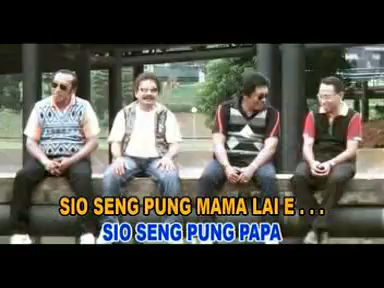 SIO SENG PUNG MAMA LAI E . . .
SIO SENG PUNG PAPA